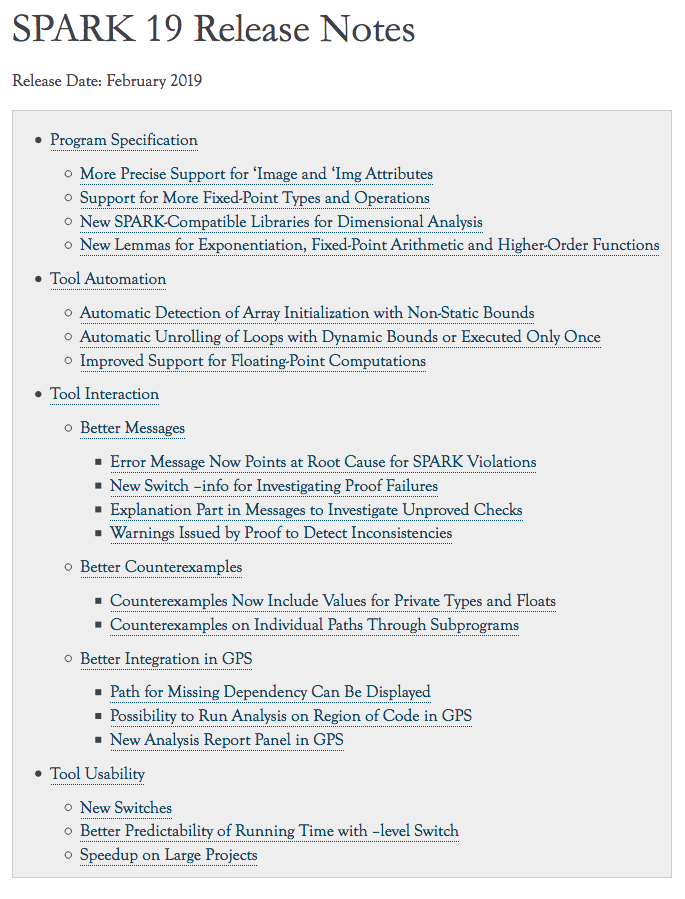 SPARK 19 Release Notes
Release Date: February 2019
Program Specification
More Precise Support for ‘Image and ‘Img Attributes
Support for More Fixed-Point Types and Operations
New SPARK-Compatible Libraries for Dimensional Analysis
New Lemmas for Exponentiation, Fixed-Point Arithmetic and Higher-Order Functions
Tool Automation
Automatic Detection of Array Initialization with Non-Static Bounds
Automatic Unrolling of Loops with Dynamic Bounds or Executed Only Once
Improved Support for Floating-Point Computations
Tool Interaction
Better Messages
Error Message Now Points at Root Cause for SPARK Violations
New Switch –info for Investigating Proof Failures
Explanation Part in Messages to Investigate Unproved Checks
Warnings Issued by Proof to Detect Inconsistencies
Better Counterexamples
Counterexamples Now Include Values for Private Types and Floats
Counterexamples on Individual Paths Through Subprograms
Better Integration in GPS
Path for Missing Dependency Can Be Displayed
Possibility to Run Analysis on Region of Code in GPS
New Analysis Report Panel in GPS
Tool Usability
New Switches
Better Predictability of Running Time with –level Switch
Speedup on Large Projects